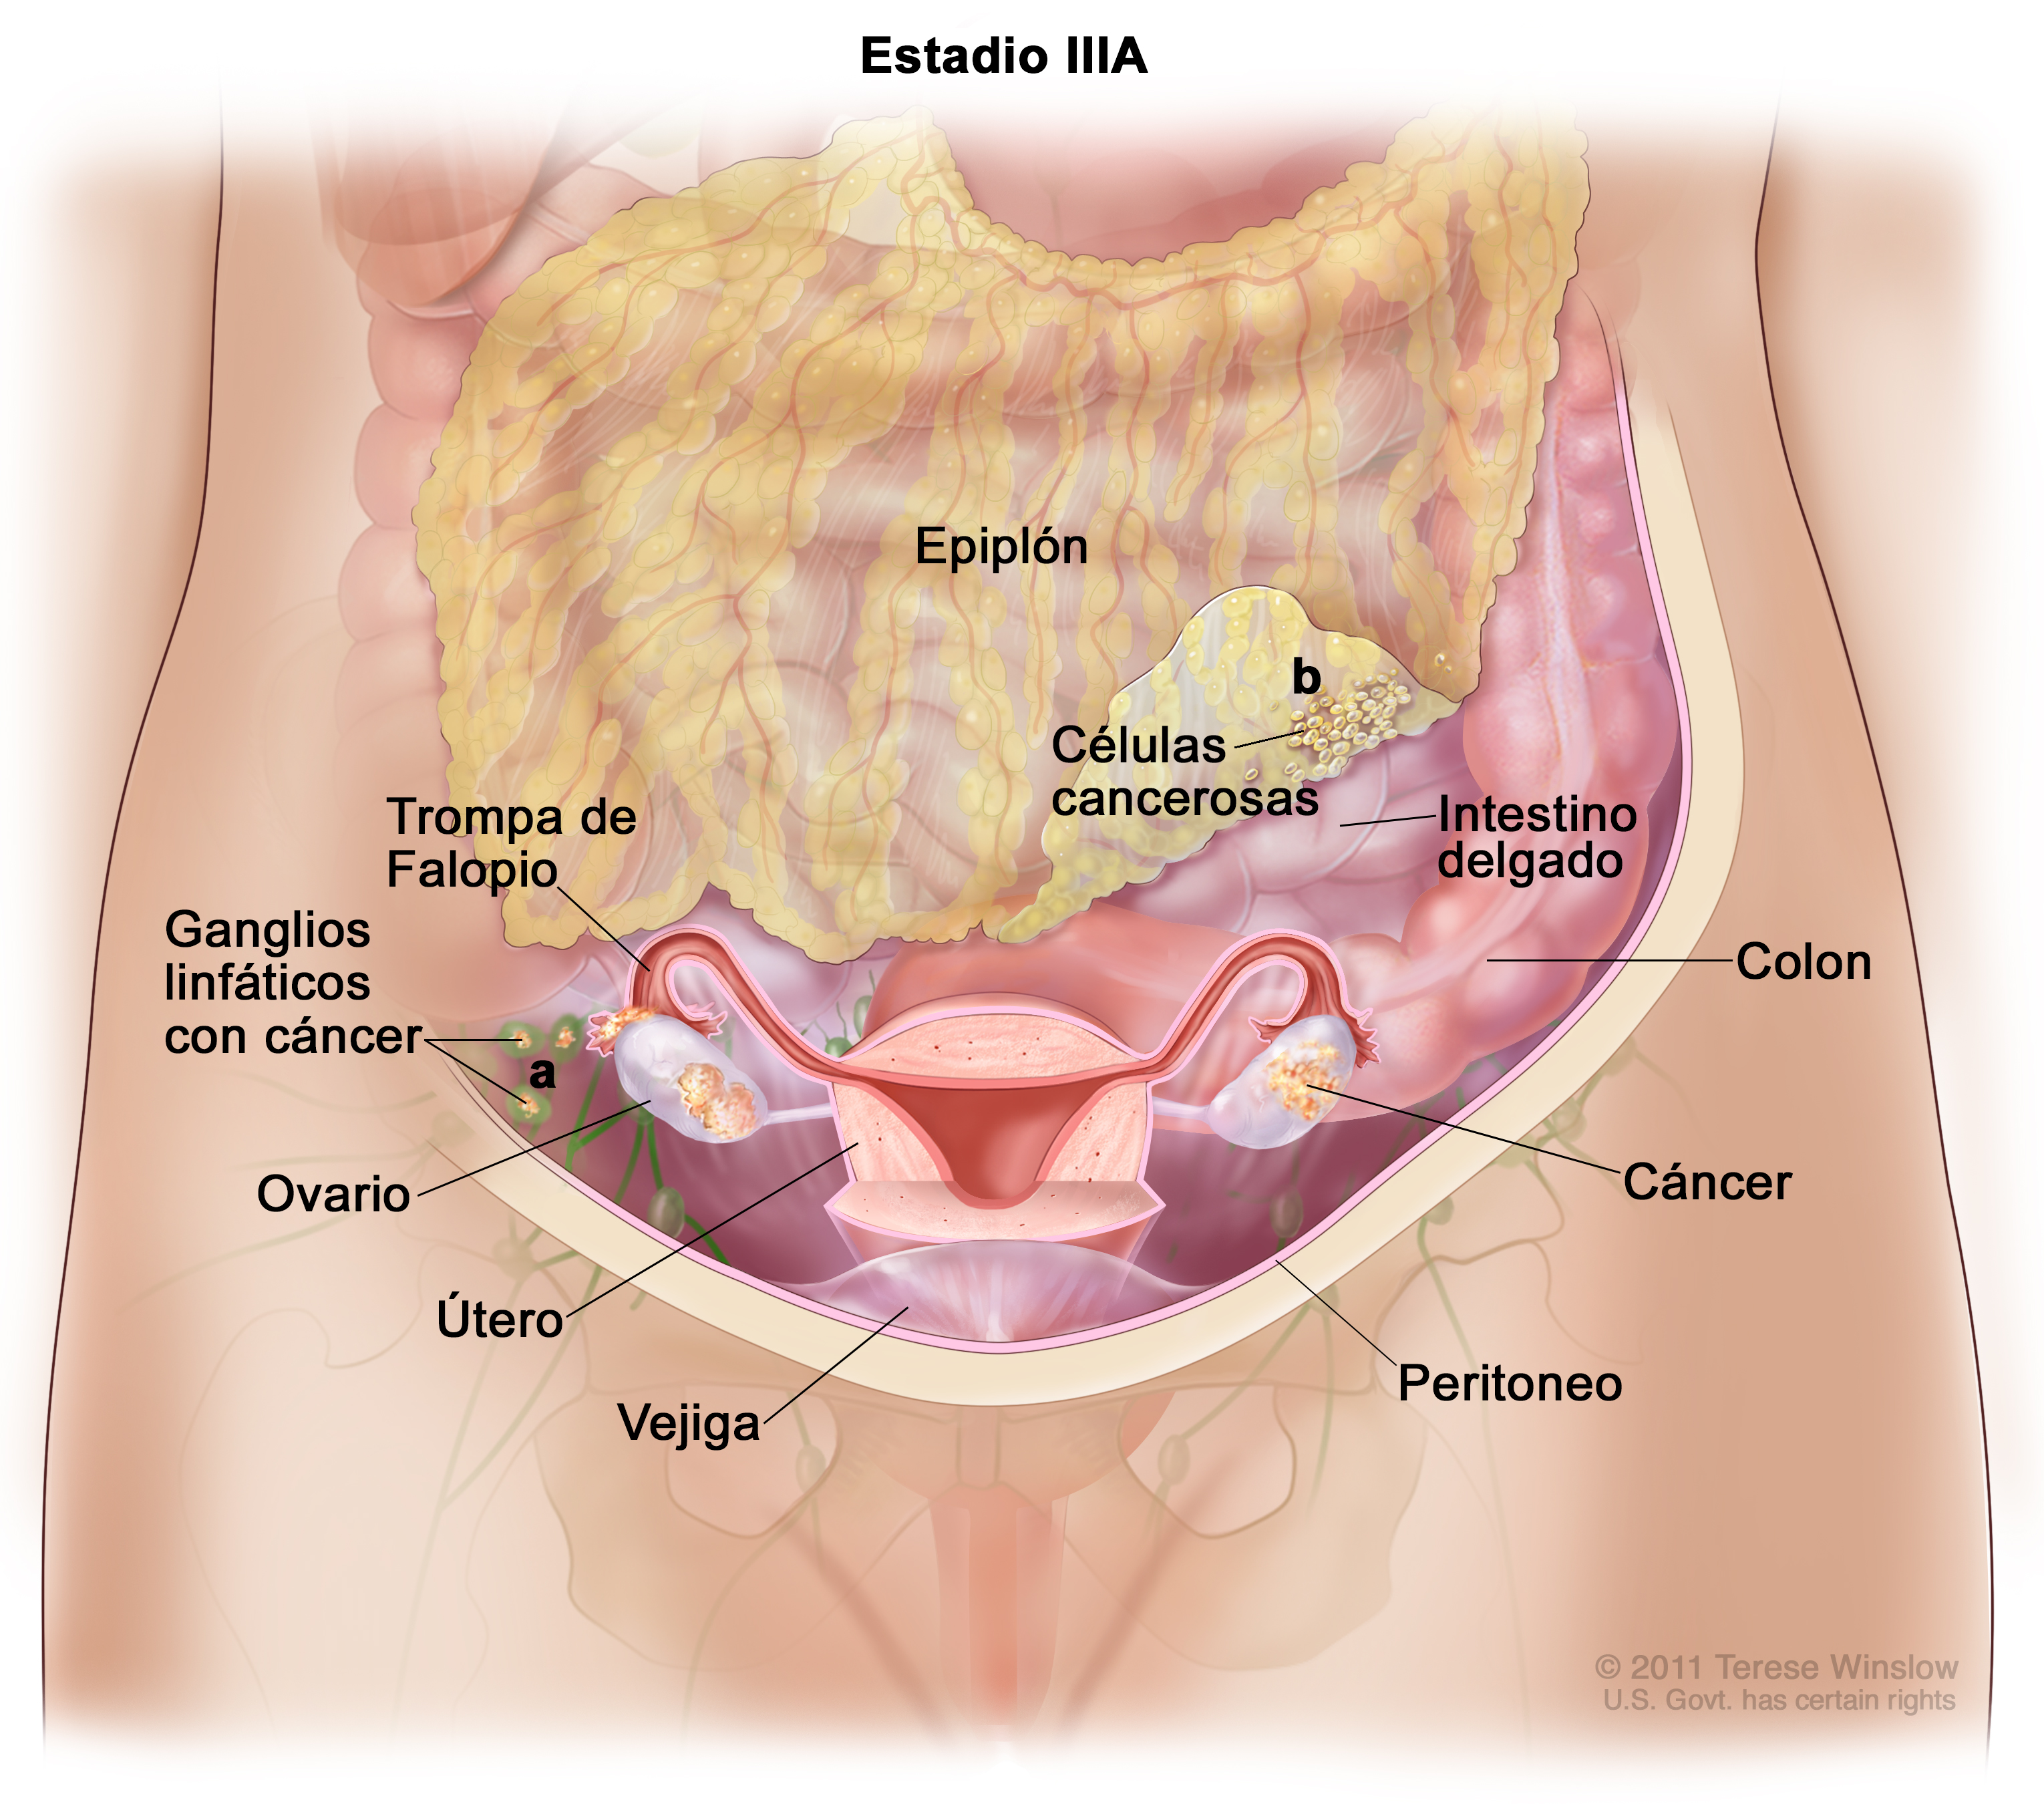 Estadio IIIA
Epiplón
b
Células
cancerosas
Intestino
delgado
Trompa de
Falopio
Ganglios
linfáticos
con cáncer
a
Colon
Ovario
Cáncer
Útero
Peritoneo
Vejiga
© 2011 Terese Winslow
U.S. Govt. has certain rights